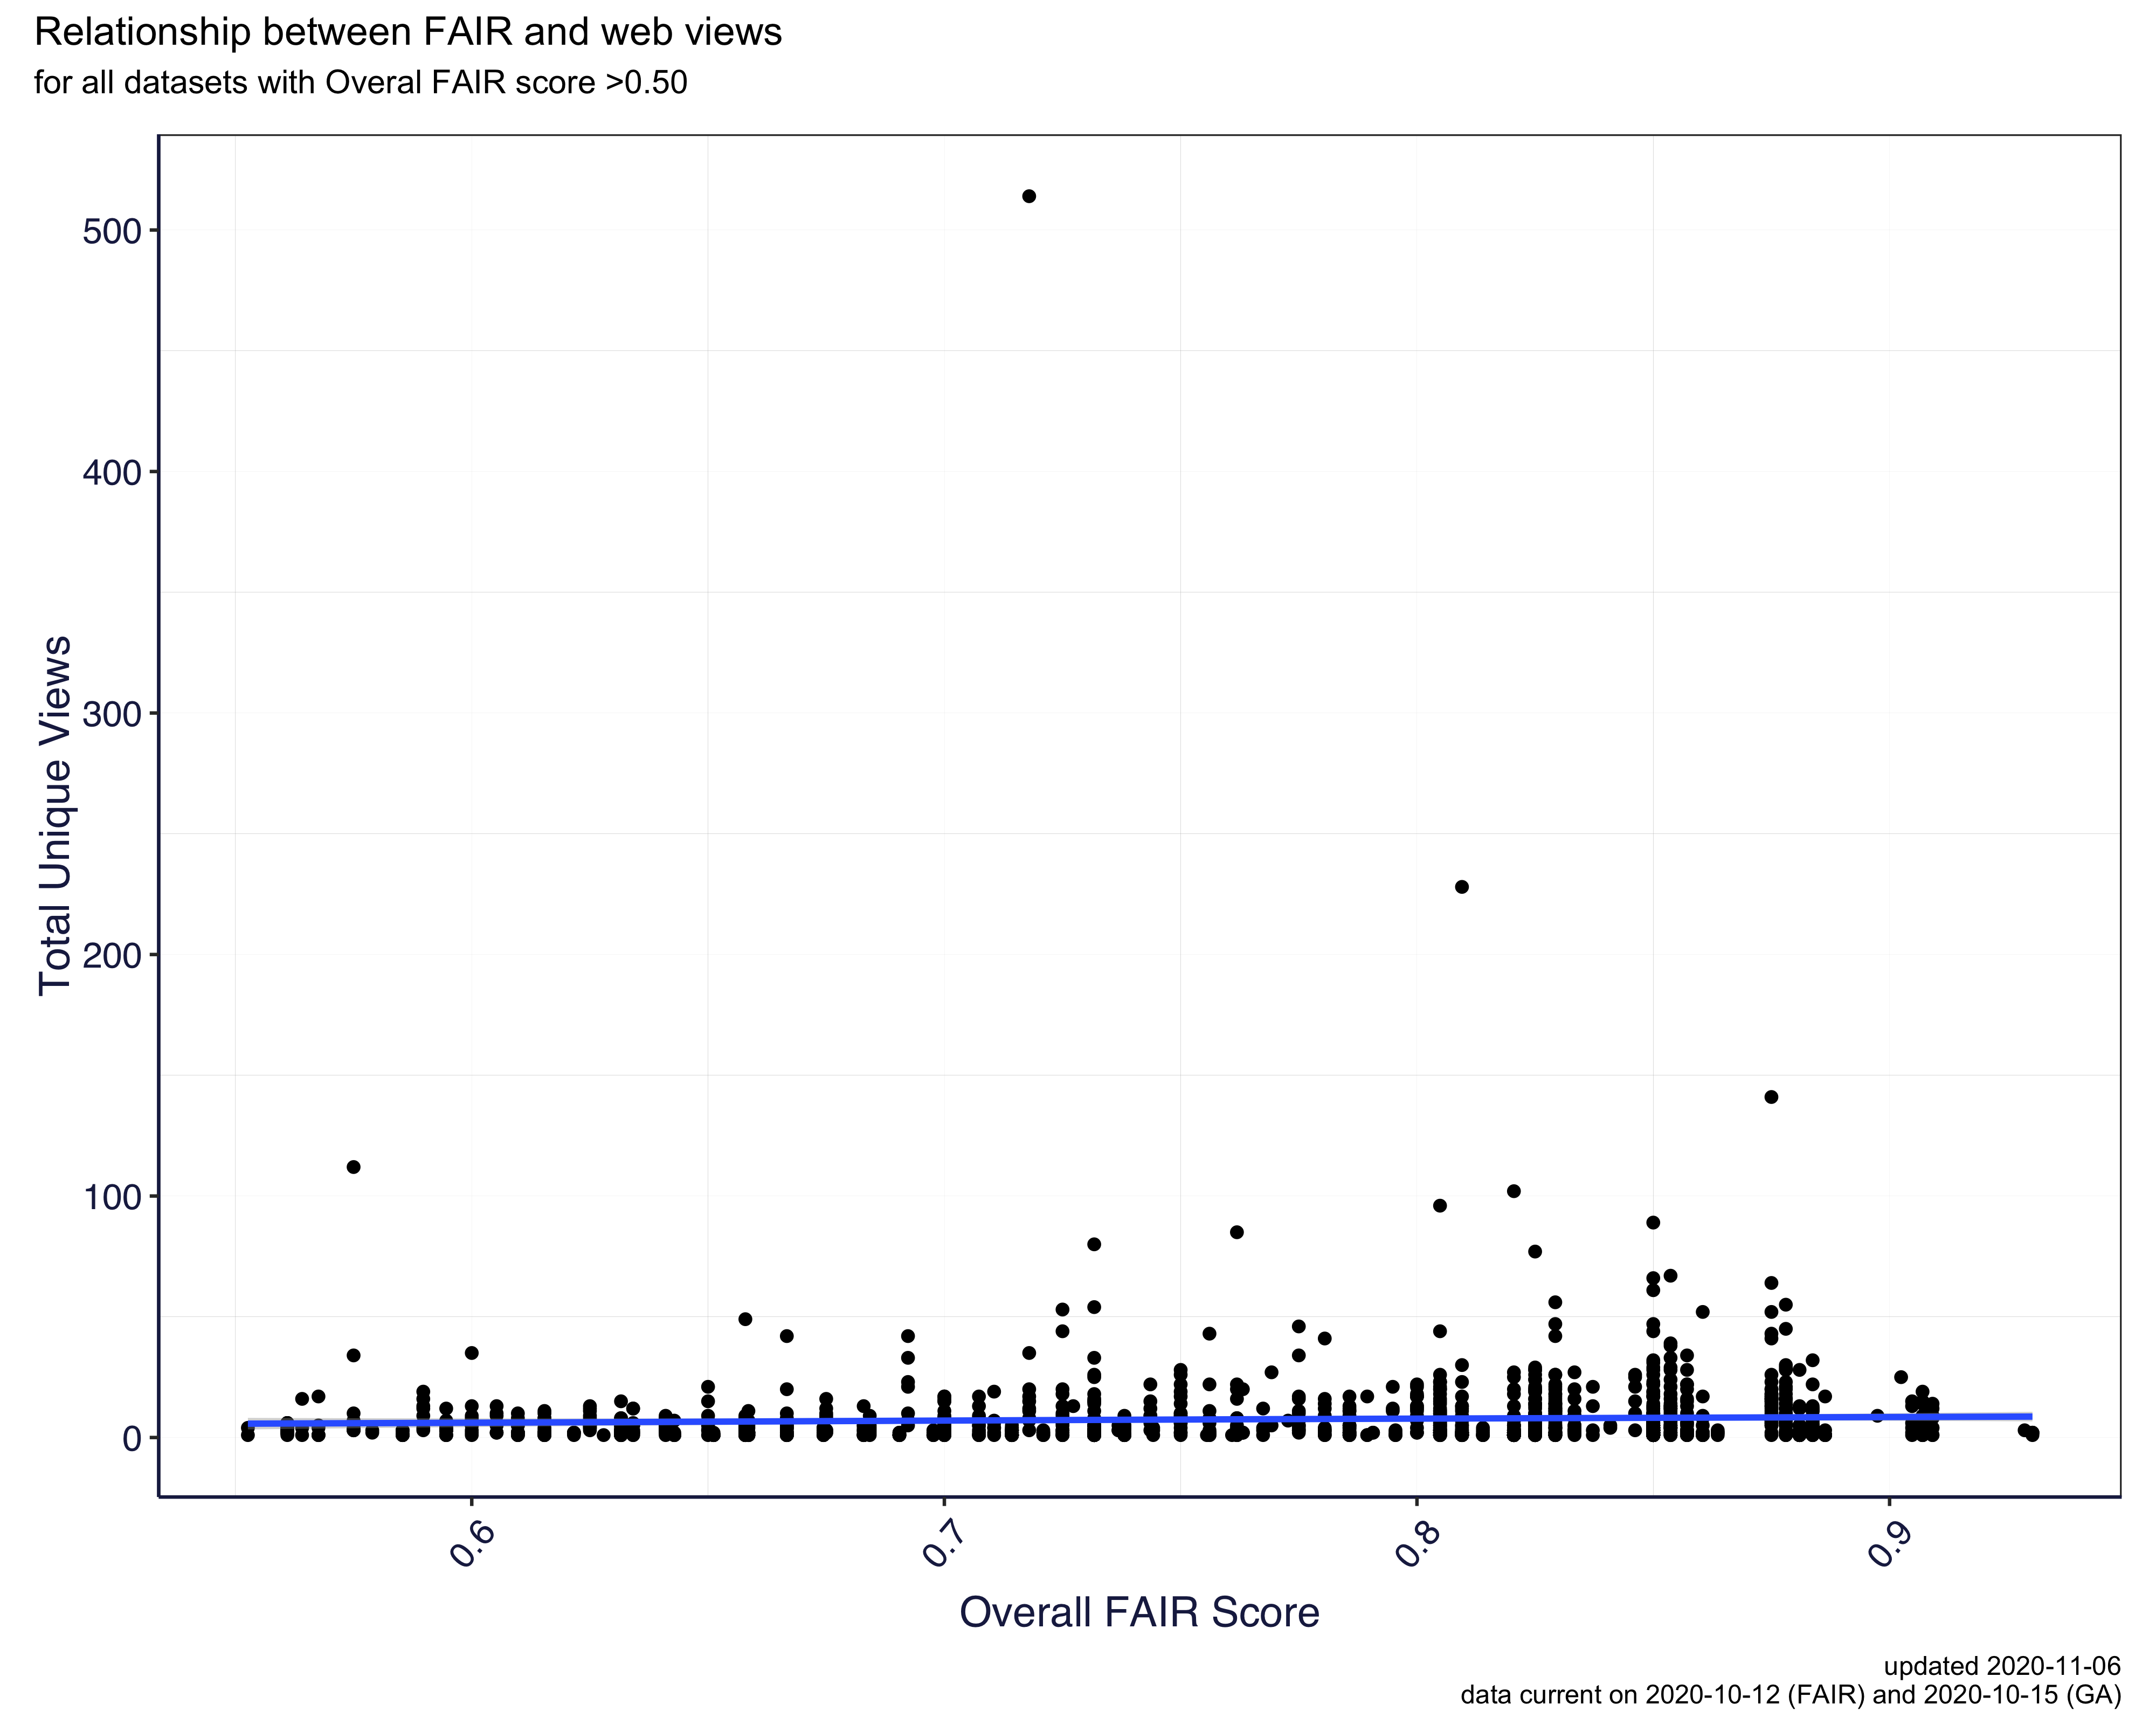 Relationship between FAIR and web views
for all datasets with Overal FAIR score >0.50
500
400
300
200
100
0
Total Unique Views
0.6
0.7
0.8
0.9
Overall FAIR Score
updated 2020-11-06
data current on 2020-10-12 (FAIR) and 2020-10-15 (GA)